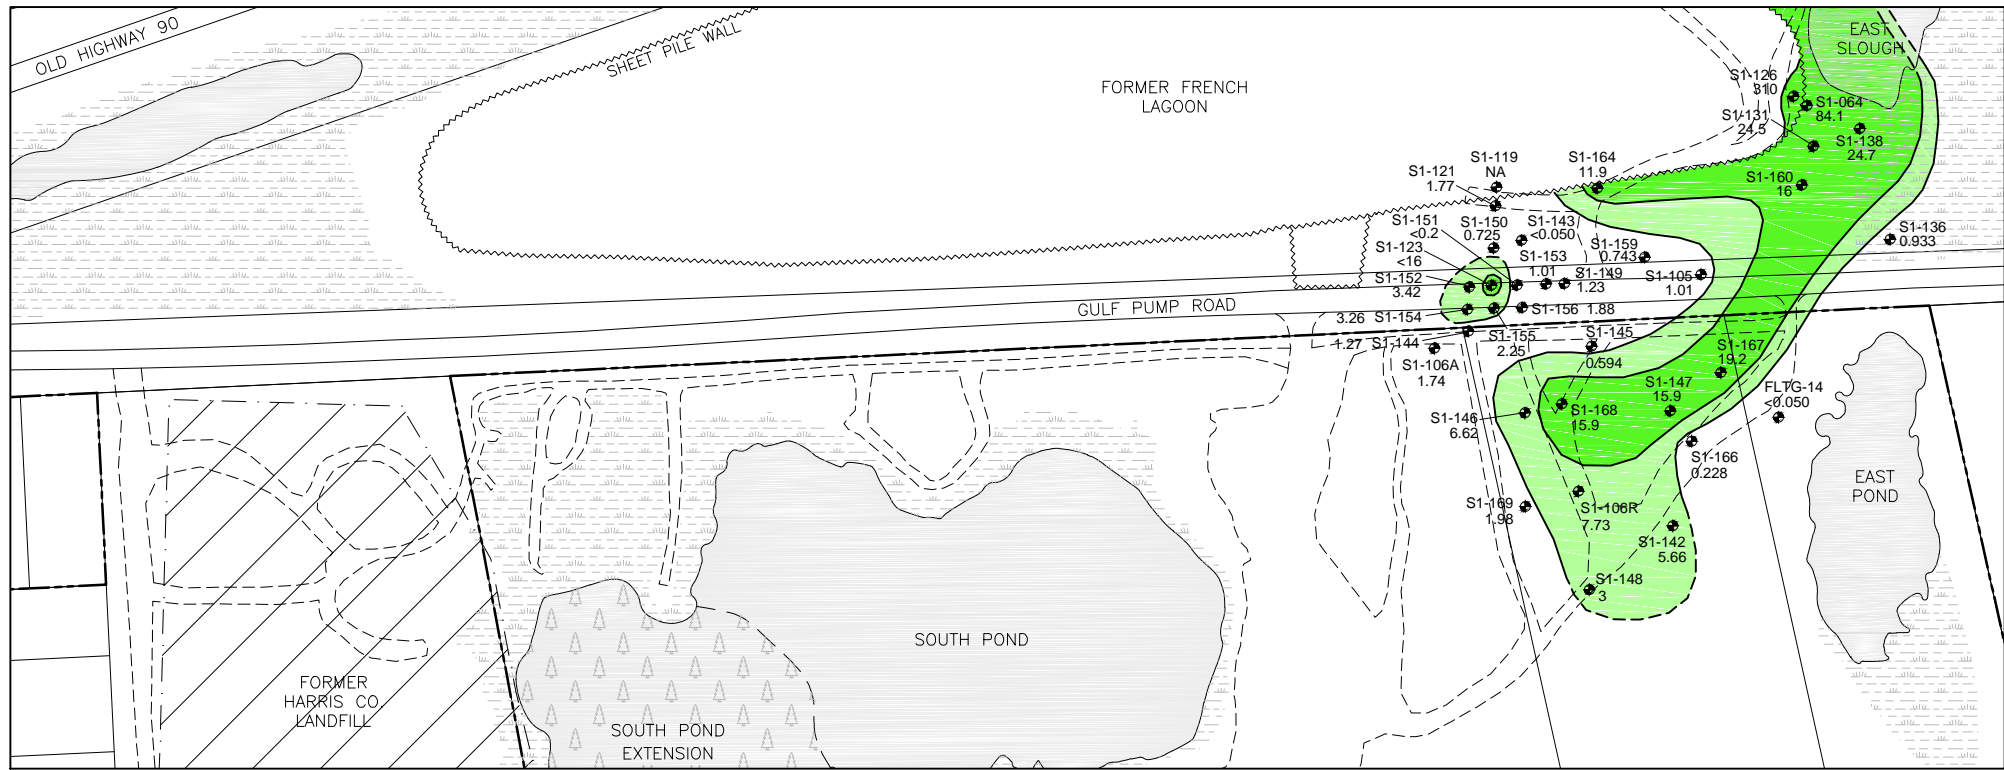 OLD HIGHWAY 90
SHEET PILE WALL
FORMER FRENCH
LAGOON
EAST
SLOUGH
S1-126
310
S1-064
84.1
S1-131
24.5
S1-138
24.7
S1-160
16
S1-119
NA
S1-121
1.77
S1-164
11.9
S1-151
<0.2
S1-150
0.725
S1-143
<0.050
S1-123
<16
S1-153
1.01
S1-159
0.743
S1-136
0.933
S1-152
3.42
S1-149
1.23
S1-105
1.01
GULF PUMP ROAD
3.26 S1-154
S1-156 1.88
1.27 S1-144
S1-155
2.25
S1-145
0.594
S1-106A
1.74
S1-167
19.2
S1-147
15.9
FLTG-14
<0.050
S1-146
6.62
S1-168
15.9
S1-166
0.228
EAST
POND
S1-169
1.98
S1-106R
7.73
S1-142
5.66
S1-148
3
SOUTH POND
FORMER
HARRIS CO.
LANDFILL
SOUTH POND
EXTENSION